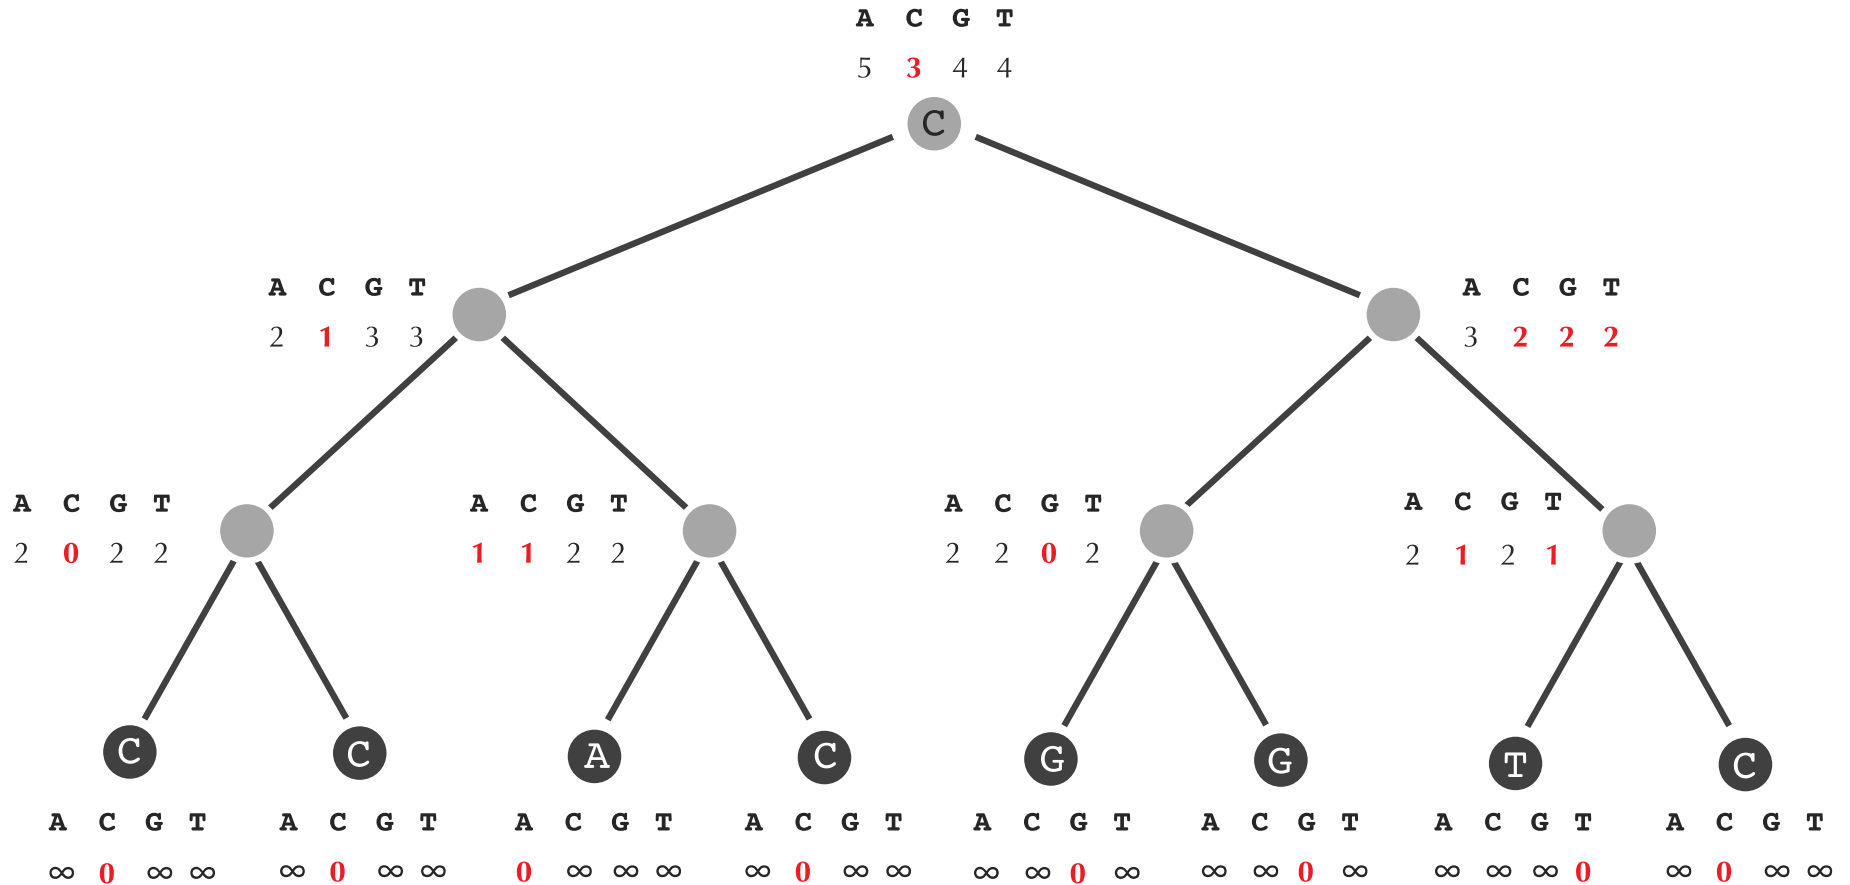 A C G T
5 3 4 4
C
A C G T
2 1 3 3
A C G T
3 2 2 2
A C G T
2 0 2 2
A C G T
1 1 2 2
A C G T
2 2 0 2
A C G T
2 1 2 1
C C A C G G T C
A C G T A C G T A C G T A C G T A C G T A C G T A C G T A C G T
∞ 0 ∞ ∞ ∞ 0 ∞ ∞ 0 ∞ ∞ ∞ ∞ 0 ∞ ∞ ∞ ∞ 0 ∞ ∞ ∞ 0 ∞ ∞ ∞ ∞ 0 ∞ 0 ∞ ∞